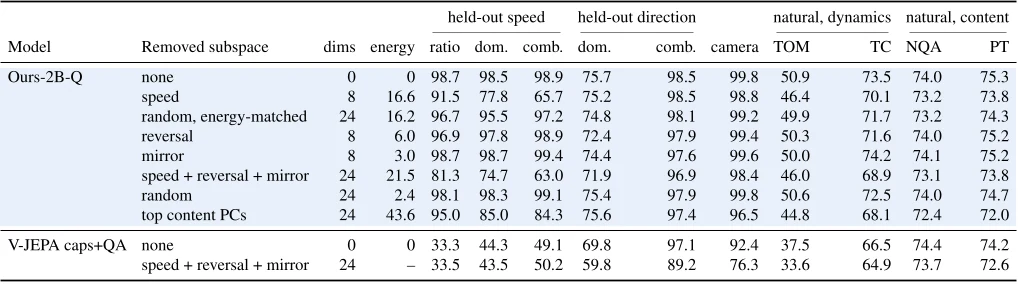 held-out speed held-out direction natural, dynamics natural, content
Model Removed subspace dims energy ratio dom. comb. dom. comb. camera TOM TC NQA PT
Ours-2B-Q none 0 0 98.7 98.5 98.9 75.7 98.5 99.8 50.9 73.5 74.0 75.3
speed 8 16.6 91.5 77.8 65.7 75.2 98.5 98.8 46.4 70.1 73.2 73.8
random, energy-matched 24 16.2 96.7 95.5 97.2 74.8 98.1 99.2 49.9 71.7 73.2 74.3
reversal 8 6.0 96.9 97.8 98.9 72.4 97.9 99.4 50.3 71.6 74.0 75.2
mirror 8 3.0 98.7 98.7 99.4 74.4 97.6 99.6 50.0 74.2 74.1 75.2
speed + reversal + mirror 24 21.5 81.3 74.7 63.0 71.9 96.9 98.4 46.0 68.9 73.1 73.8
random 24 2.4 98.1 98.3 99.1 75.4 97.9 99.8 50.6 72.5 74.0 74.7
top content PCs 24 43.6 95.0 85.0 84.3 75.6 97.4 96.5 44.8 68.1 72.4 72.0
V-JEPA caps+QA none 0 0 33.3 44.3 49.1 69.8 97.1 92.4 37.5 66.5 74.4 74.2
speed + reversal + mirror 24 – 33.5 43.5 50.2 59.8 89.2 76.3 33.6 64.9 73.7 72.6